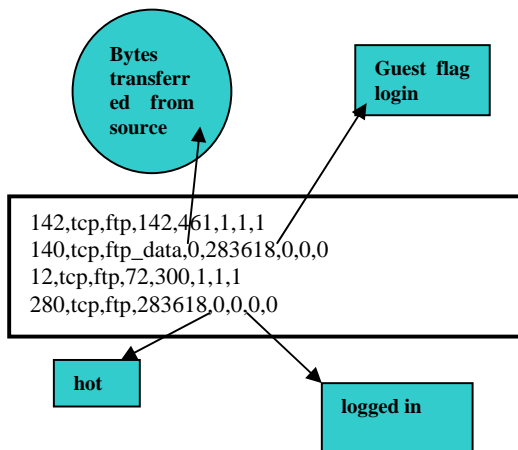 Bytes
transferr
ed from
source
Guest flag
login
142,tcp,ftp,142,461,1,1,1
140,tcp,ftp_data,0,283618,0,0,0
12,tcp,ftp,72,300,1,1,1
280,tcp,ftp,283618,0,0,0,0
hot
logged in